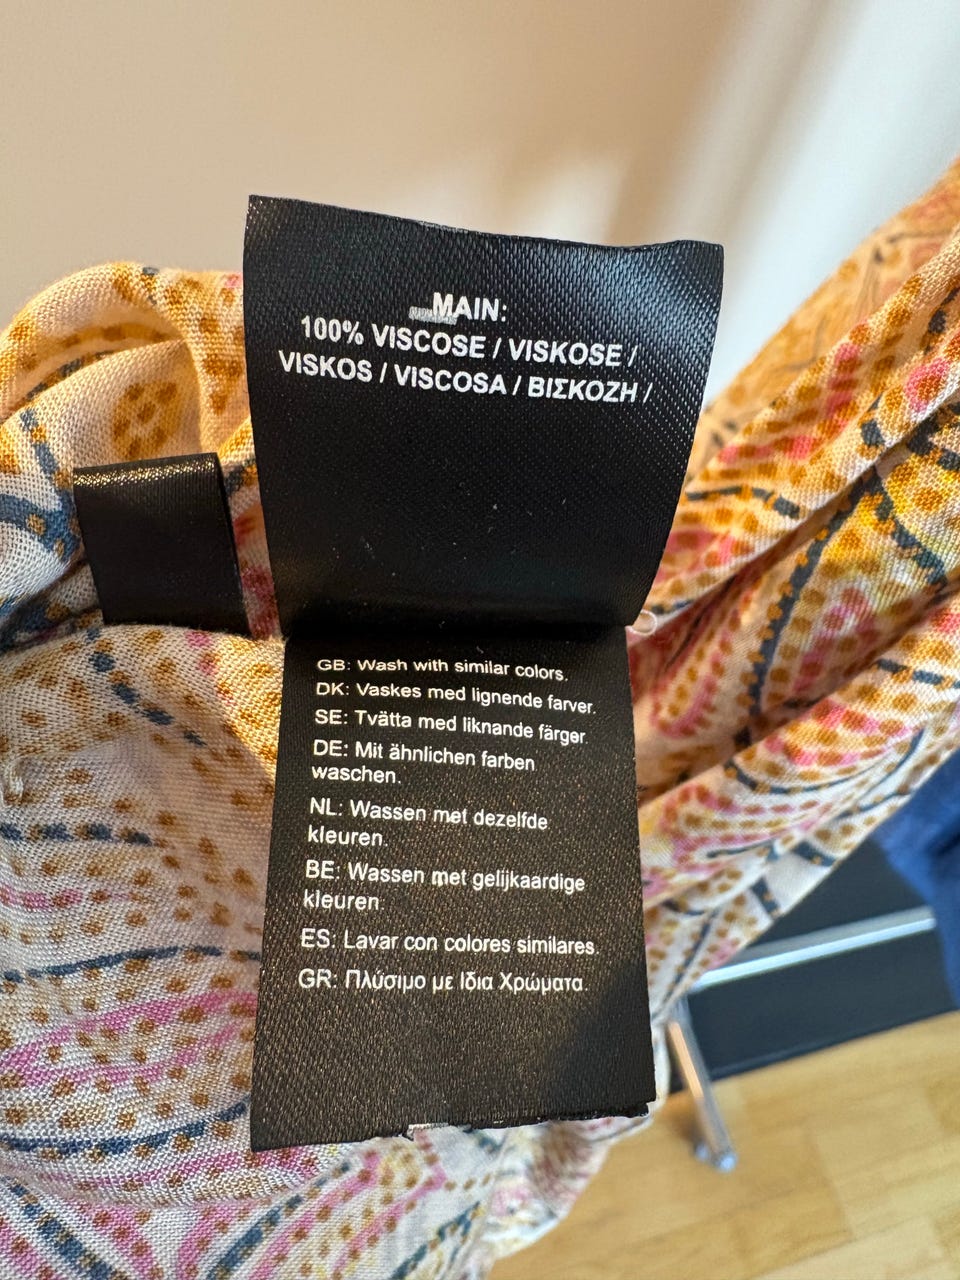 MAIN:
100% VISCOSE / VISKOSE /
VISKOS / VISCOSA / ΒΙΣΚΟΖΗ /
GB: Wash with similar colors.
DK: Vaskes med lignende farver.
SE: Tvätta med liknande färger.
DE: Mit ähnlichen farben
waschen.
NL: Wassen met dezelfde
kleuren.
BE: Wassen met gelijkaardige
kleuren.
ES: Lavar con colores similares.
GR: Πλύσιμο με Ιδια Χρώματα.